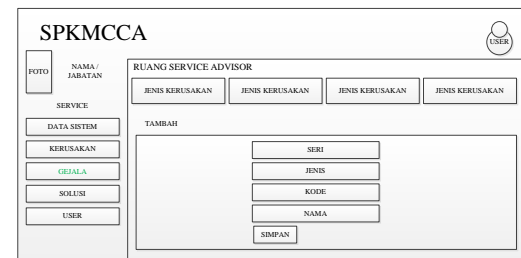 SPKMCCA
USER
FOTO
NAMA /
JABATAN
SERVICE
DATA SISTEM
KERUSAKAN
GEJALA
SOLUSI
USER
RUANG SERVICE ADVISOR
JENIS KERUSAKAN
JENIS KERUSAKAN
JENIS KERUSAKAN
JENIS KERUSAKAN
TAMBAH
SERI
JENIS
KODE
NAMA
SIMPAN